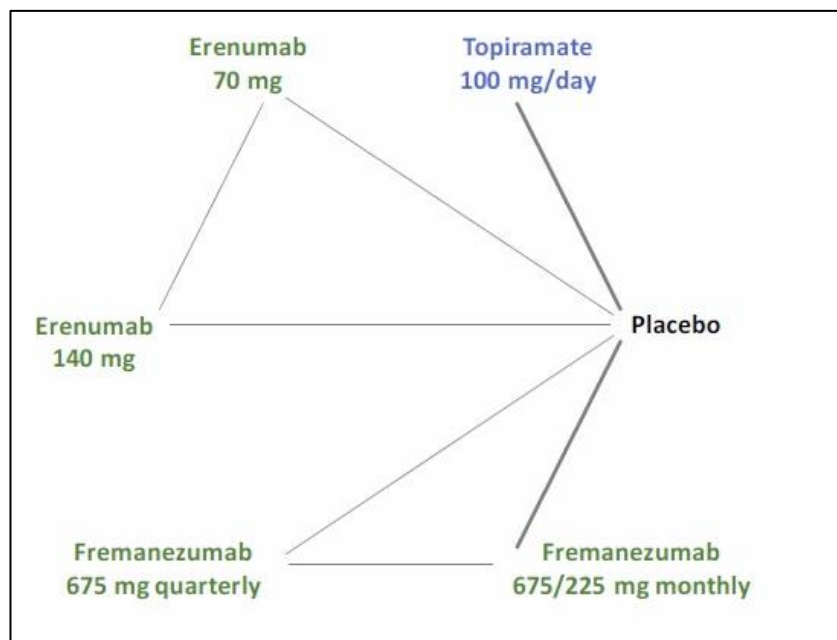 Erenumab
70 mg
Topiramate
100 mg/day
Erenumab
140 mg
Placebo
Fremanezumab
675 mg quarterly
Fremanezumab
675/225 mg monthly